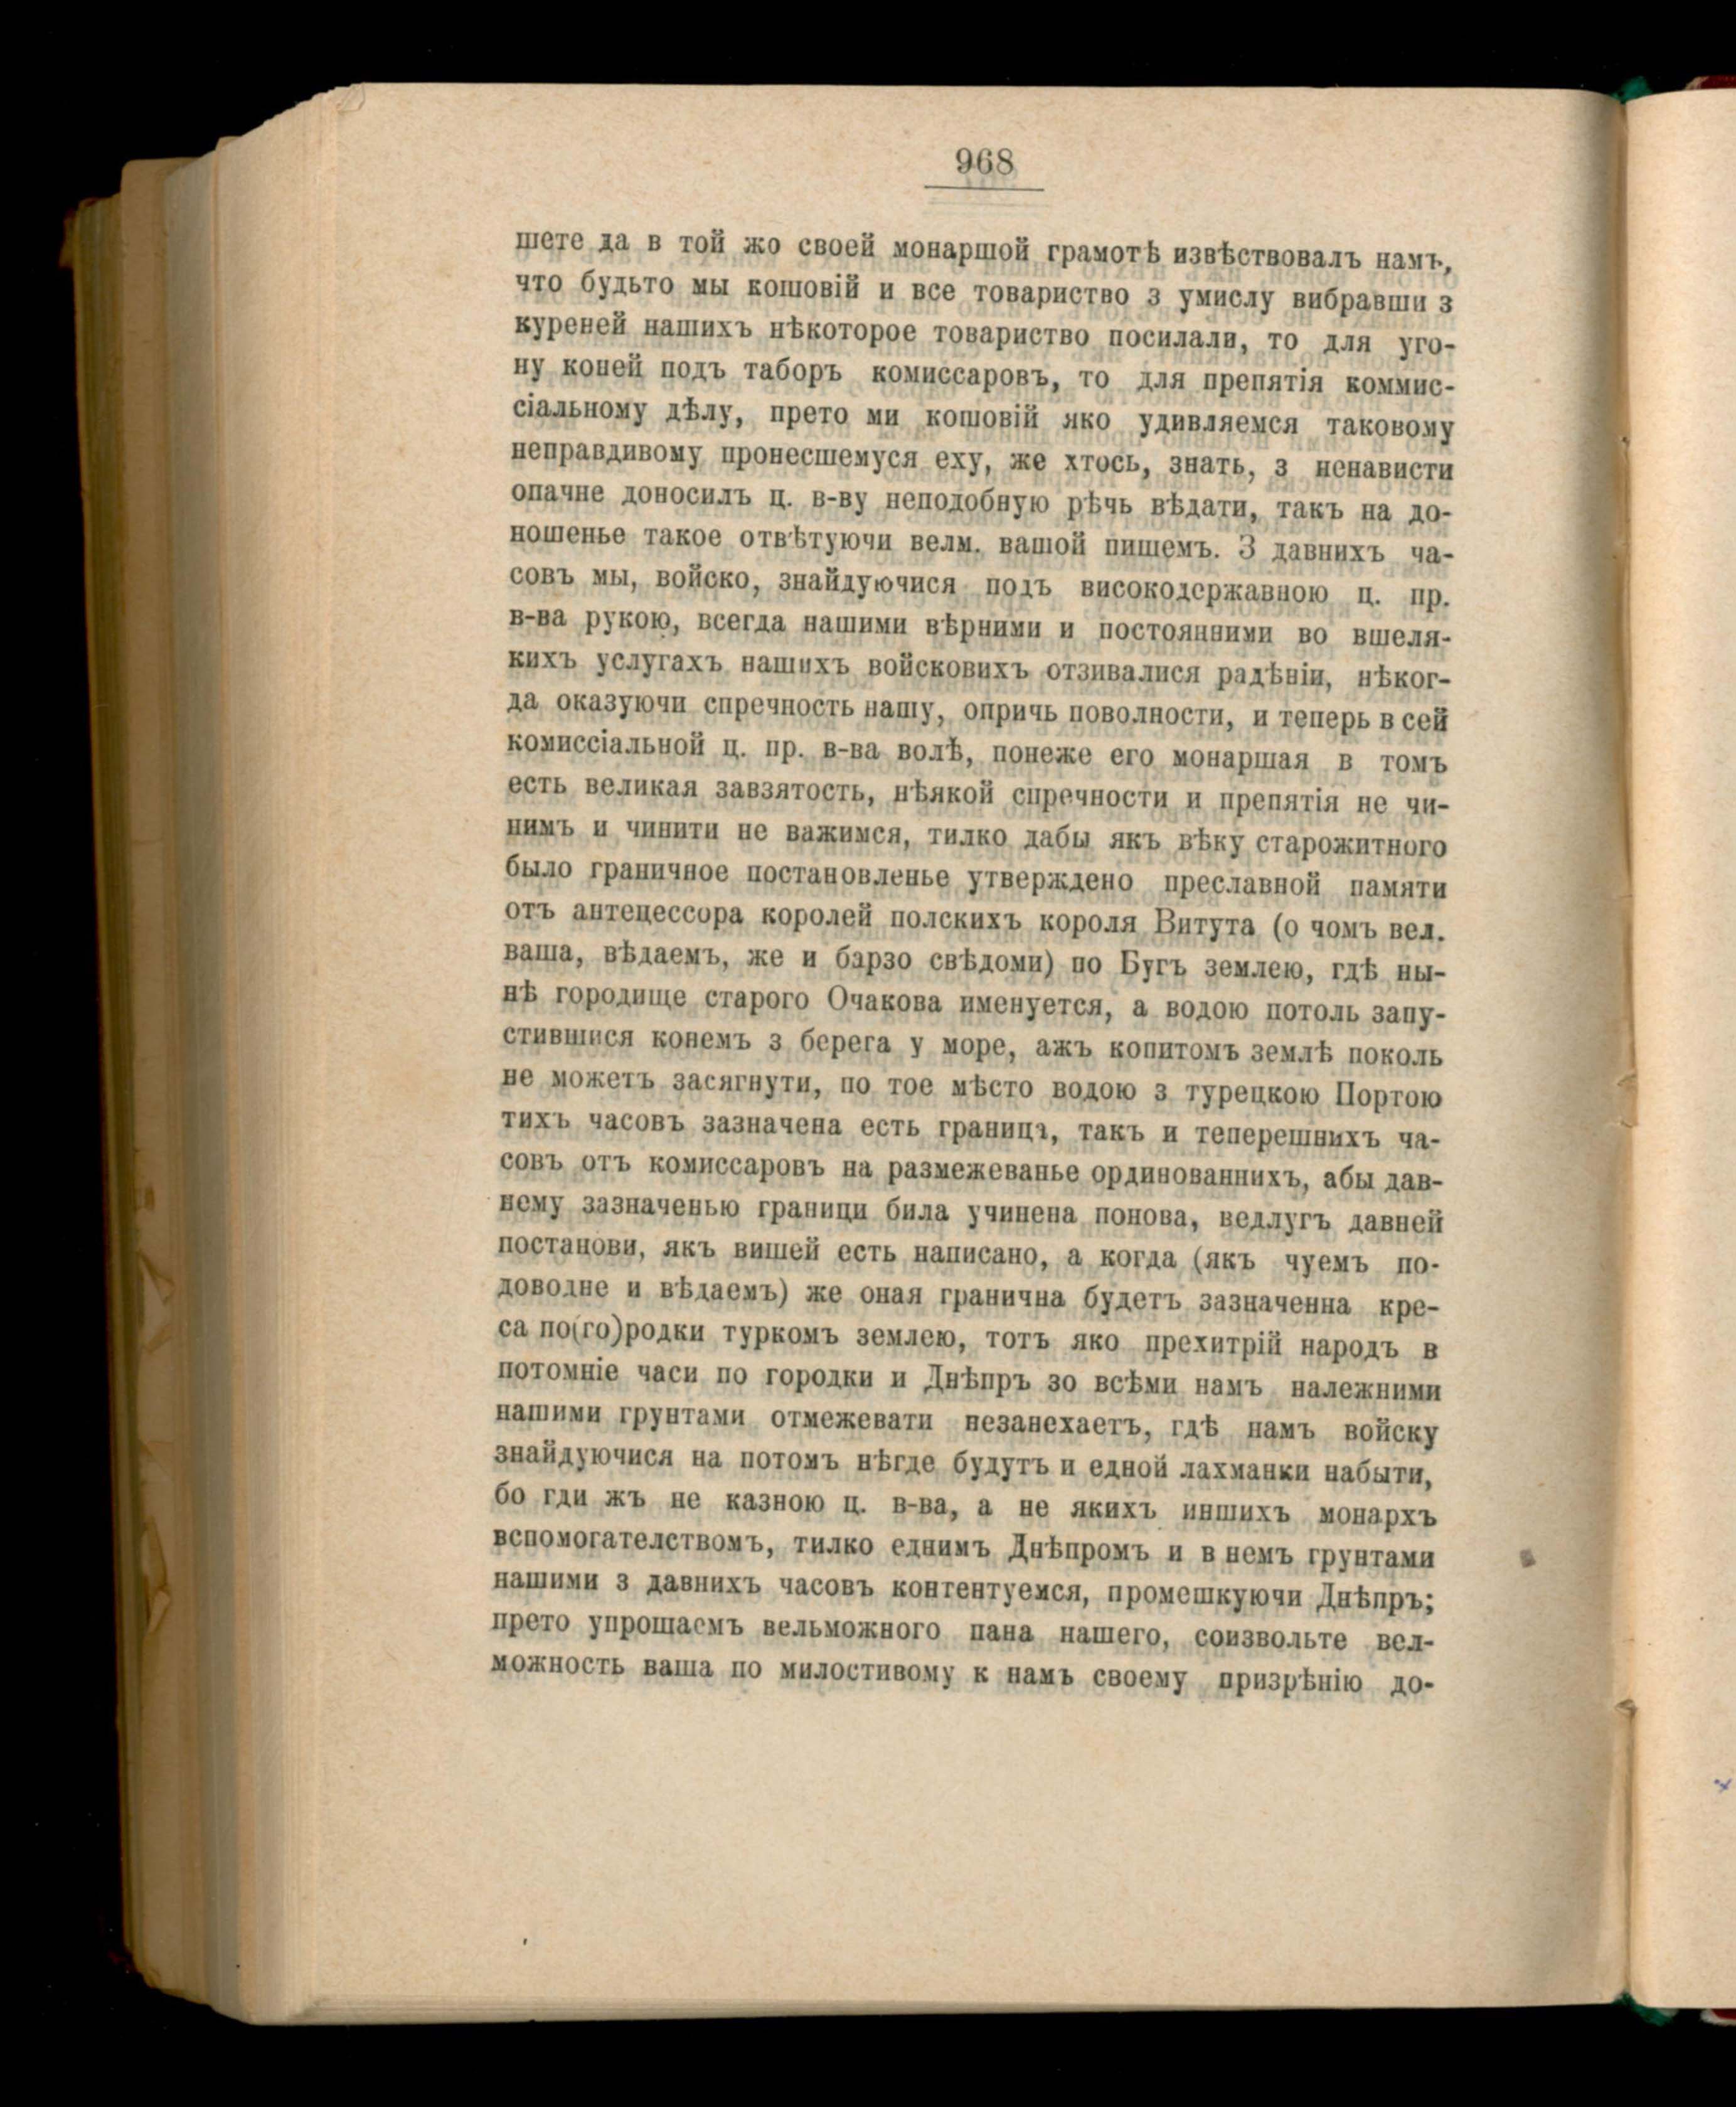 968
шете да в той жо своей монаршой грамотѣ извѣствовалъ намъ,
что будьто мы кошовій и все товариство з умислу вибравши з
куреней нашихъ нѣкоторое товариство посилали, то для уго-
ну коней подъ таборъ комиссаровъ, то для препятія коммис-
сіальному дѣлу, прето ми кошовій яко удивляемся таковому
неправдивому пронесшемуся еху, же хтось, знать, з ненависти
опачне доносилъ ц. в-ву неподобную рѣчь вѣдати, такъ на до-
ношенье такое отвѣтуючи велм. вашой пишемъ. З давнихъ ча-
совъ мы, войско, знайдуючися подъ високодержавною ц. пр.
в-ва рукою, всегда нашими вѣрними и постоянними во вшеля-
кихъ услугахъ нашихъ войсковихъ отзивалися радѣніи, нѣког-
да оказуючи спречность нашу, опричь поволности, и теперь в сей
комиссіальной ц. пр. в-ва волѣ, понеже его монаршая в томъ
есть великая завзятость, нѣякой спречности и препятія не чи-
нимъ и чинити не важимся, тилко дабы якъ вѣку старожитного
было граничное постановленье утверждено преславной памяти
отъ антецессора королей полскихъ короля Витута (о чомъ вел.
ваша, вѣдаемъ, же и барзо свѣдоми) по Бугъ землею, гдѣ ны-
нѣ городище старого Очакова именуется, а водою потоль запу-
стившися конемъ з берега у море, ажъ копитомъ землѣ поколь
не можетъ засягнути, по тое мѣсто водою з турецкою Портою
тихъ часовъ зазначена есть граница, такъ и теперешнихъ ча-
совъ отъ комиссаровъ на размежеванье ординованнихъ, абы дав-
нему зазначенью граници била учинена понова, ведлугъ давней
постанови, якъ вишей есть написано, а когда (якъ чуемъ по-
доводне и вѣдаемъ) же оная гранична будетъ зазначенна кре-
са по(го)родки туркомъ землею, тотъ яко прехитрій народъ в
потомніе часи по городки и Днѣпръ зо всѣми намъ належними
нашими грунтами отмежевати незанехаетъ, гдѣ намъ войску
знайдуючися на потомъ нѣгде будутъ и едной лахманки набыти,
бо гди жъ не казною ц. в-ва, а не якихъ иншихъ монархъ
вспомогателствомъ, тилко еднимъ Днѣпромъ и в немъ грунтами
нашими з давнихъ часовъ контентуемся, промешкуючи Днѣпръ;
прето упрошаемъ вельможного пана нашего, соизвольте вел-
можность ваша по милостивому к намъ своему призрѣнію до-